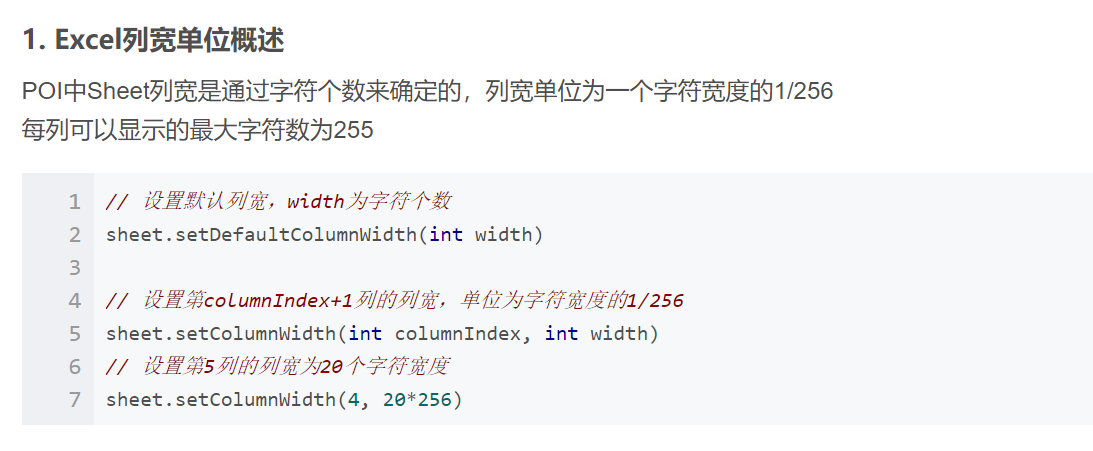 1. Excel列宽单位概述
POI中Sheet列宽是通过字符个数来确定的，列宽单位为一个字符宽度的1/256
每列可以显示的最大字符数为255
1 // 设置默认列宽，width为字符个数
2 sheet.setDefaultColumnWidth(int width)
3
4 // 设置第columnIndex+1列的列宽，单位为字符宽度的1/256
5 sheet.setColumnWidth(int columnIndex, int width)
6 // 设置第5列的列宽为20个字符宽度
7 sheet.setColumnWidth(4, 20*256)